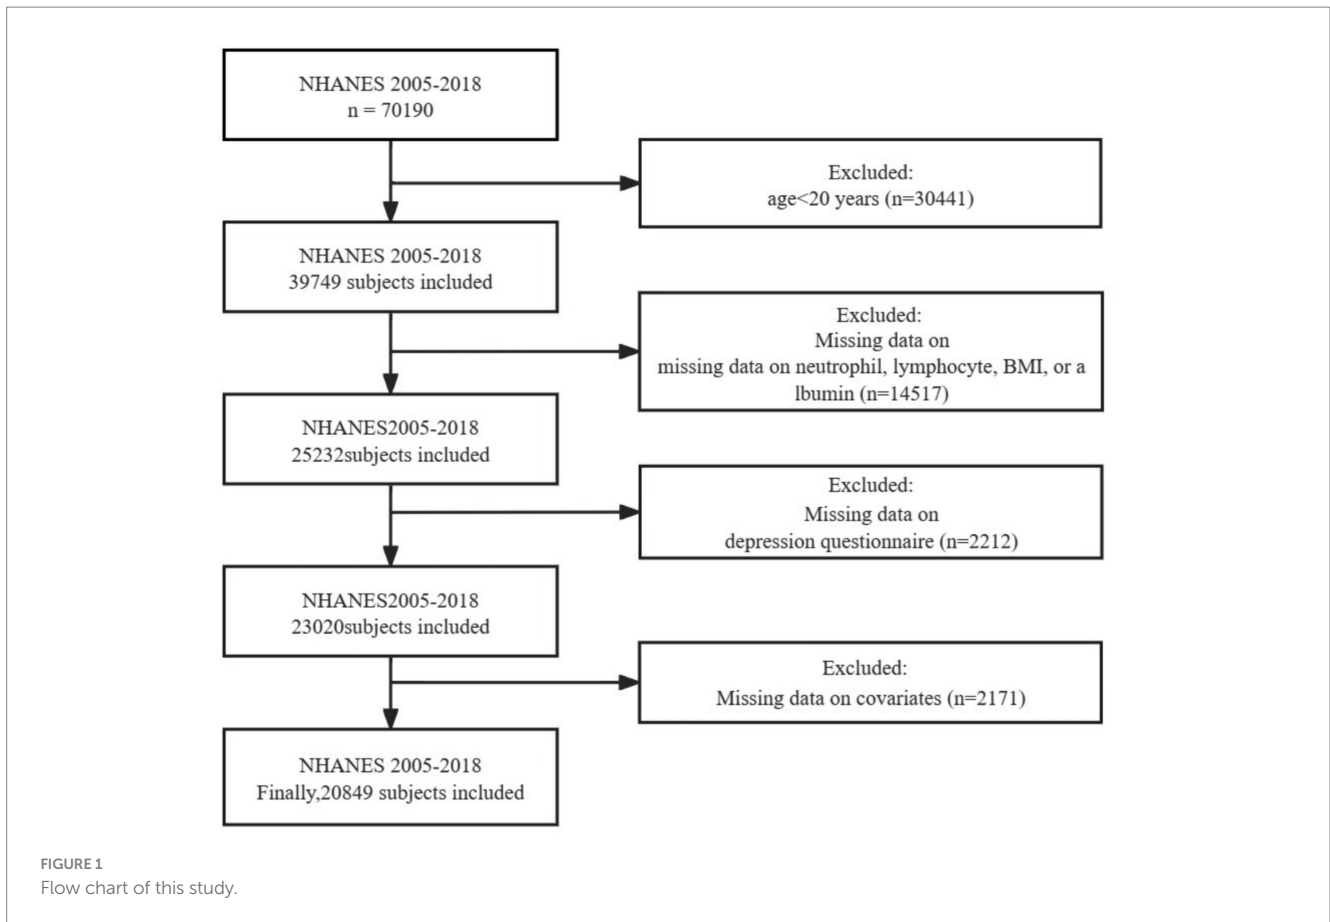 NHANES 2005-2018
n = 70190
Excluded:
age<20 years (n=30441)
NHANES 2005-2018
39749 subjects included
Excluded:
Missing data on
missing data on neutrophil, lymphocyte, BMI, or a
lbumin (n=14517)
NHANES2005-2018
25232subjects included
Excluded:
Missing data on
depression questionnaire (n=2212)
NHANES2005-2018
23020subjects included
Excluded:
Missing data on covariates (n=2171)
NHANES 2005-2018
Finally,20849 subjects included
FIGURE 1
Flow chart of this study.